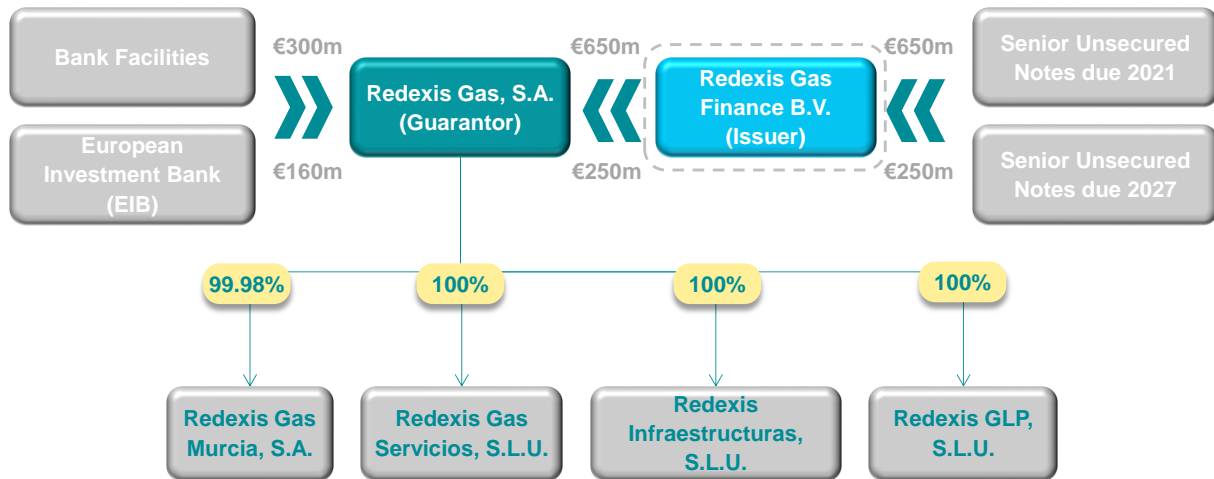 Bank Facilities
€300m
€650m
€650m
Senior Unsecured
Notes due 2021
Redexis Gas, S.A.
(Guarantor)
Redexis Gas
Finance B.V.
(Issuer)
European
Investment Bank
(EIB)
€160m
€250m
€250m
Senior Unsecured
Notes due 2027
99.98%
100%
100%
100%
Redexis Gas
Murcia, S.A.
Redexis Gas
Servicios, S.L.U.
Redexis
Infraestructuras,
S.L.U.
Redexis GLP,
S.L.U.